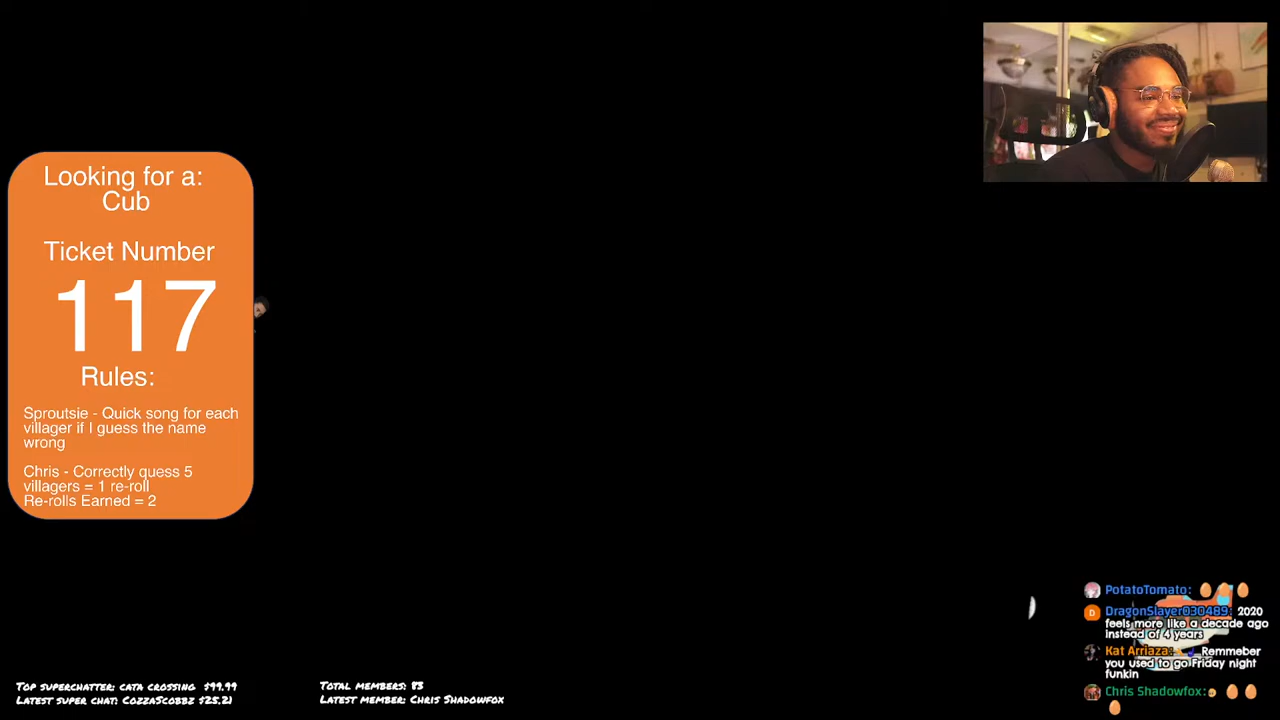 Looking for a:
Cub
Ticket Number
117
Rules:
Sproutsie - Quick song for each
villager if I guess the name
wrong
Chris - Correctly quess 5
villagers = 1 re-roll
Re-rolls Earned = 2
PotatoTomato:
DragonSlayer030489: 2020
feels more like a decade ago
instead of 4 years
Kat Arriaza: Remmeber
you used to go Friday night
funkin
Chris Shadowfox:
Top superchatter: cata crossing $99.99
Latest super chat: CozzaScobbz $25.21
Total members: 83
Latest member: Chris Shadowfox